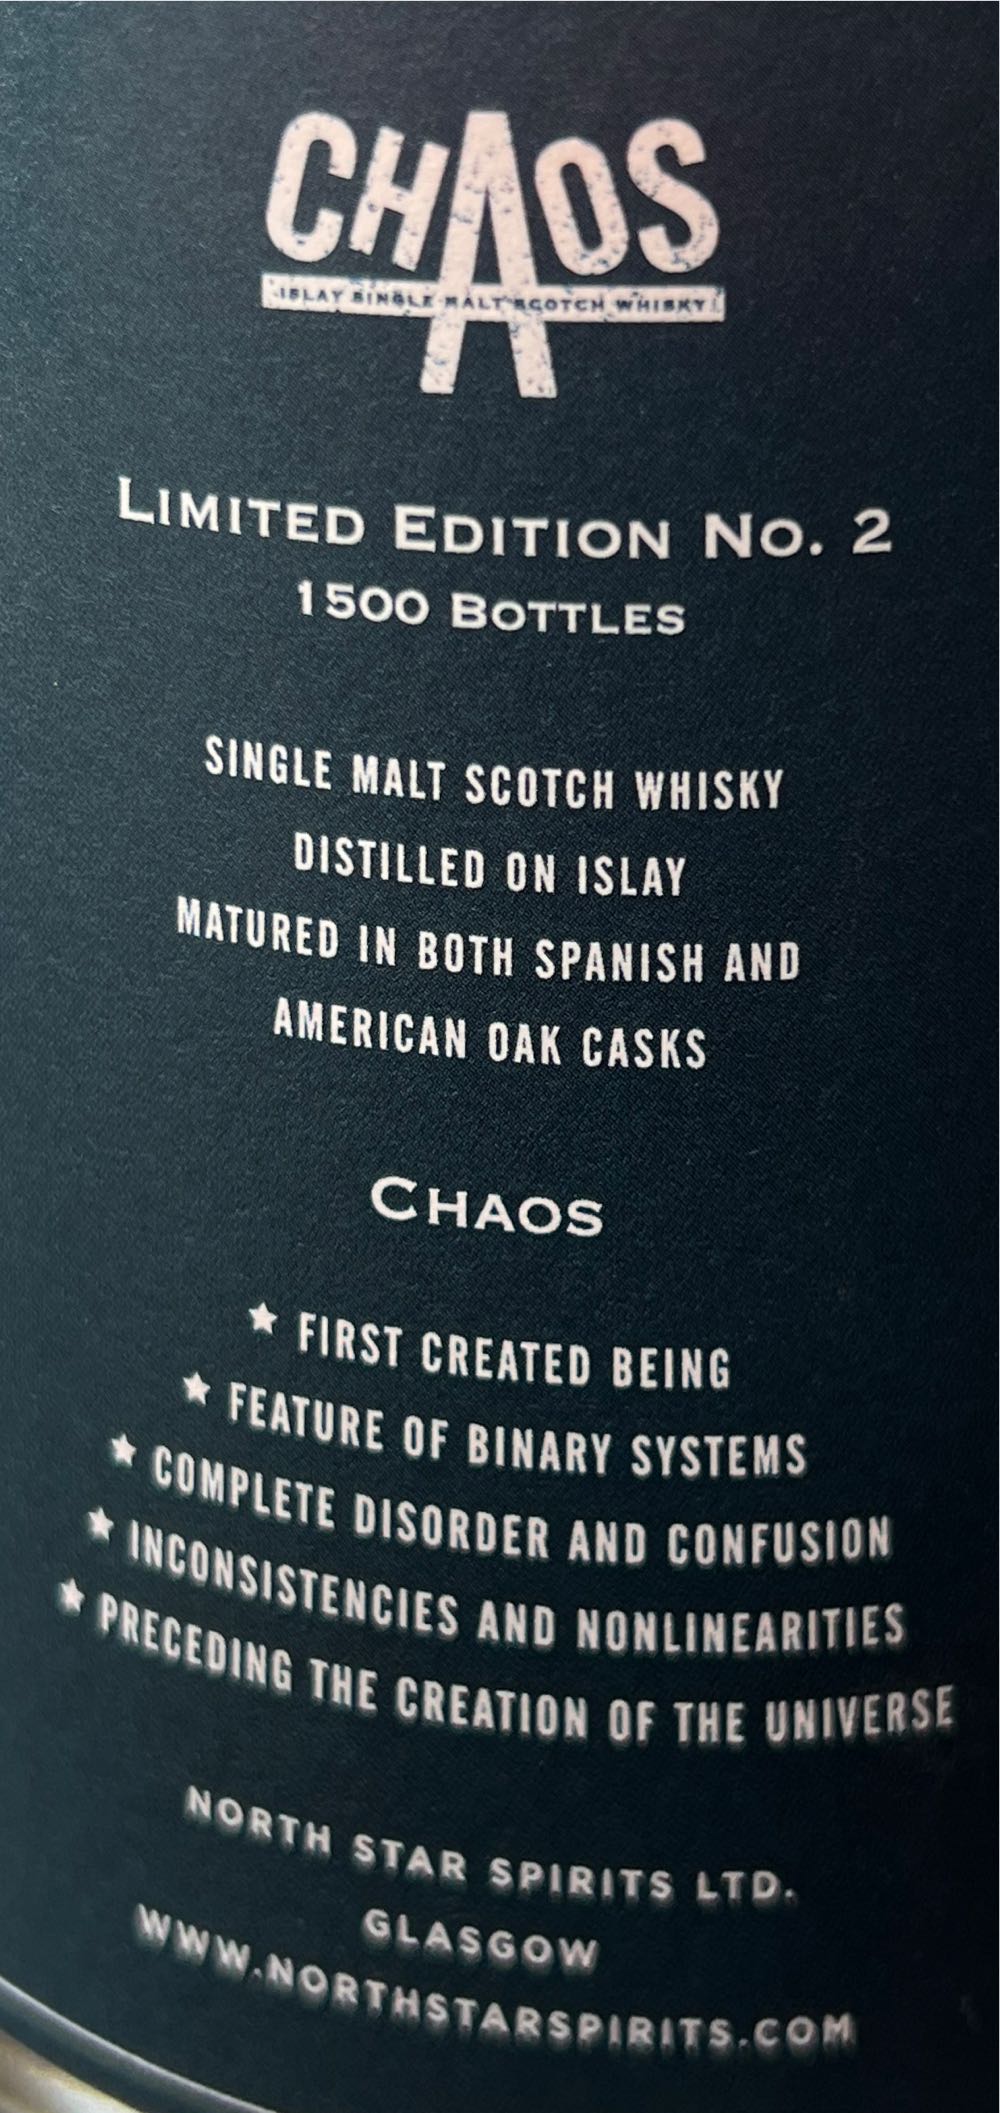 CHAOS
ISLAY SINGLE MALT SCOTCH WHISKY
LIMITED EDITION NO. 2
1500 BOTTLES
SINGLE MALT SCOTCH WHISKY
DISTILLED ON ISLAY
MATURED IN BOTH SPANISH AND
AMERICAN OAK CASKS
CHAOS
★ FIRST CREATED BEING
★ FEATURE OF BINARY SYSTEMS
★ COMPLETE DISORDER AND CONFUSION
★ INCONSISTENCIES AND NONLINEARITIES
★ PRECEDING THE CREATION OF THE UNIVERSE
NORTH STAR SPIRITS LTD.
GLASGOW
WWW.NORTHSTARSPIRITS.COM